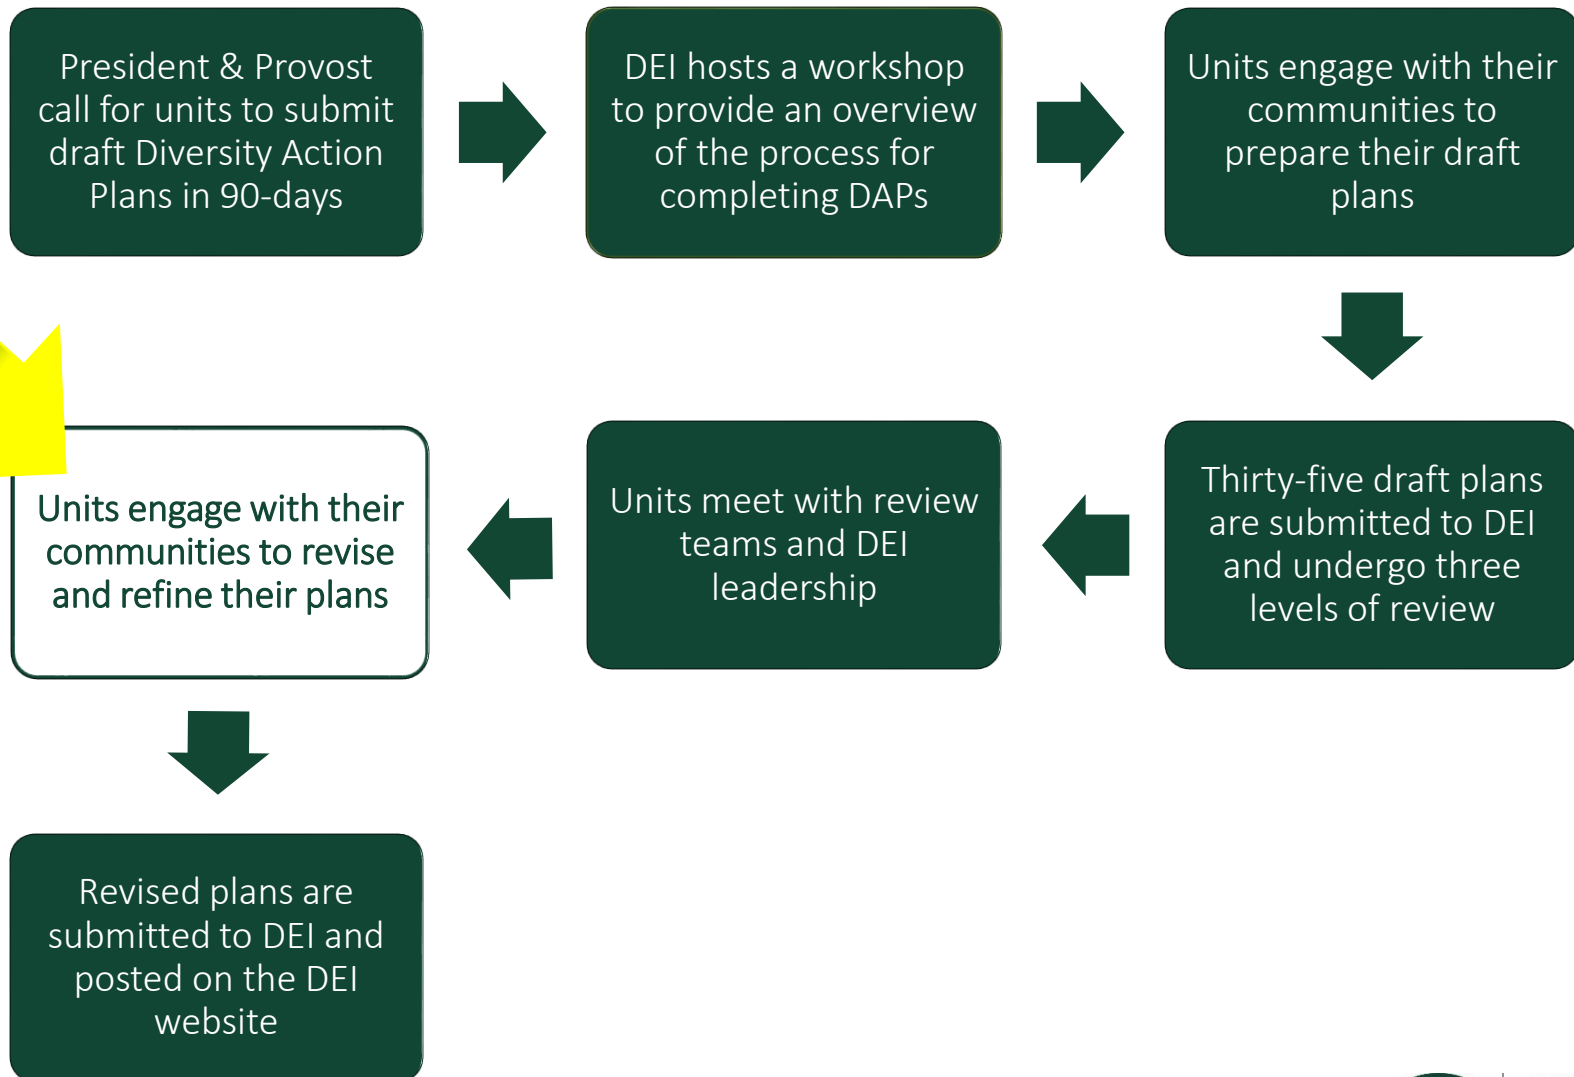 President & Provost
call for units to submit
draft Diversity Action
Plans in 90-days
DEI hosts a workshop
to provide an overview
of the process for
completing DAPs
Units engage with their
communities to
prepare their draft
plans
Thirty-five draft plans
are submitted to DEI
and undergo three
levels of review
Units meet with review
teams and DEI
leadership
Units engage with their
communities to revise
and refine their plans
Revised plans are
submitted to DEI and
posted on the DEI
website